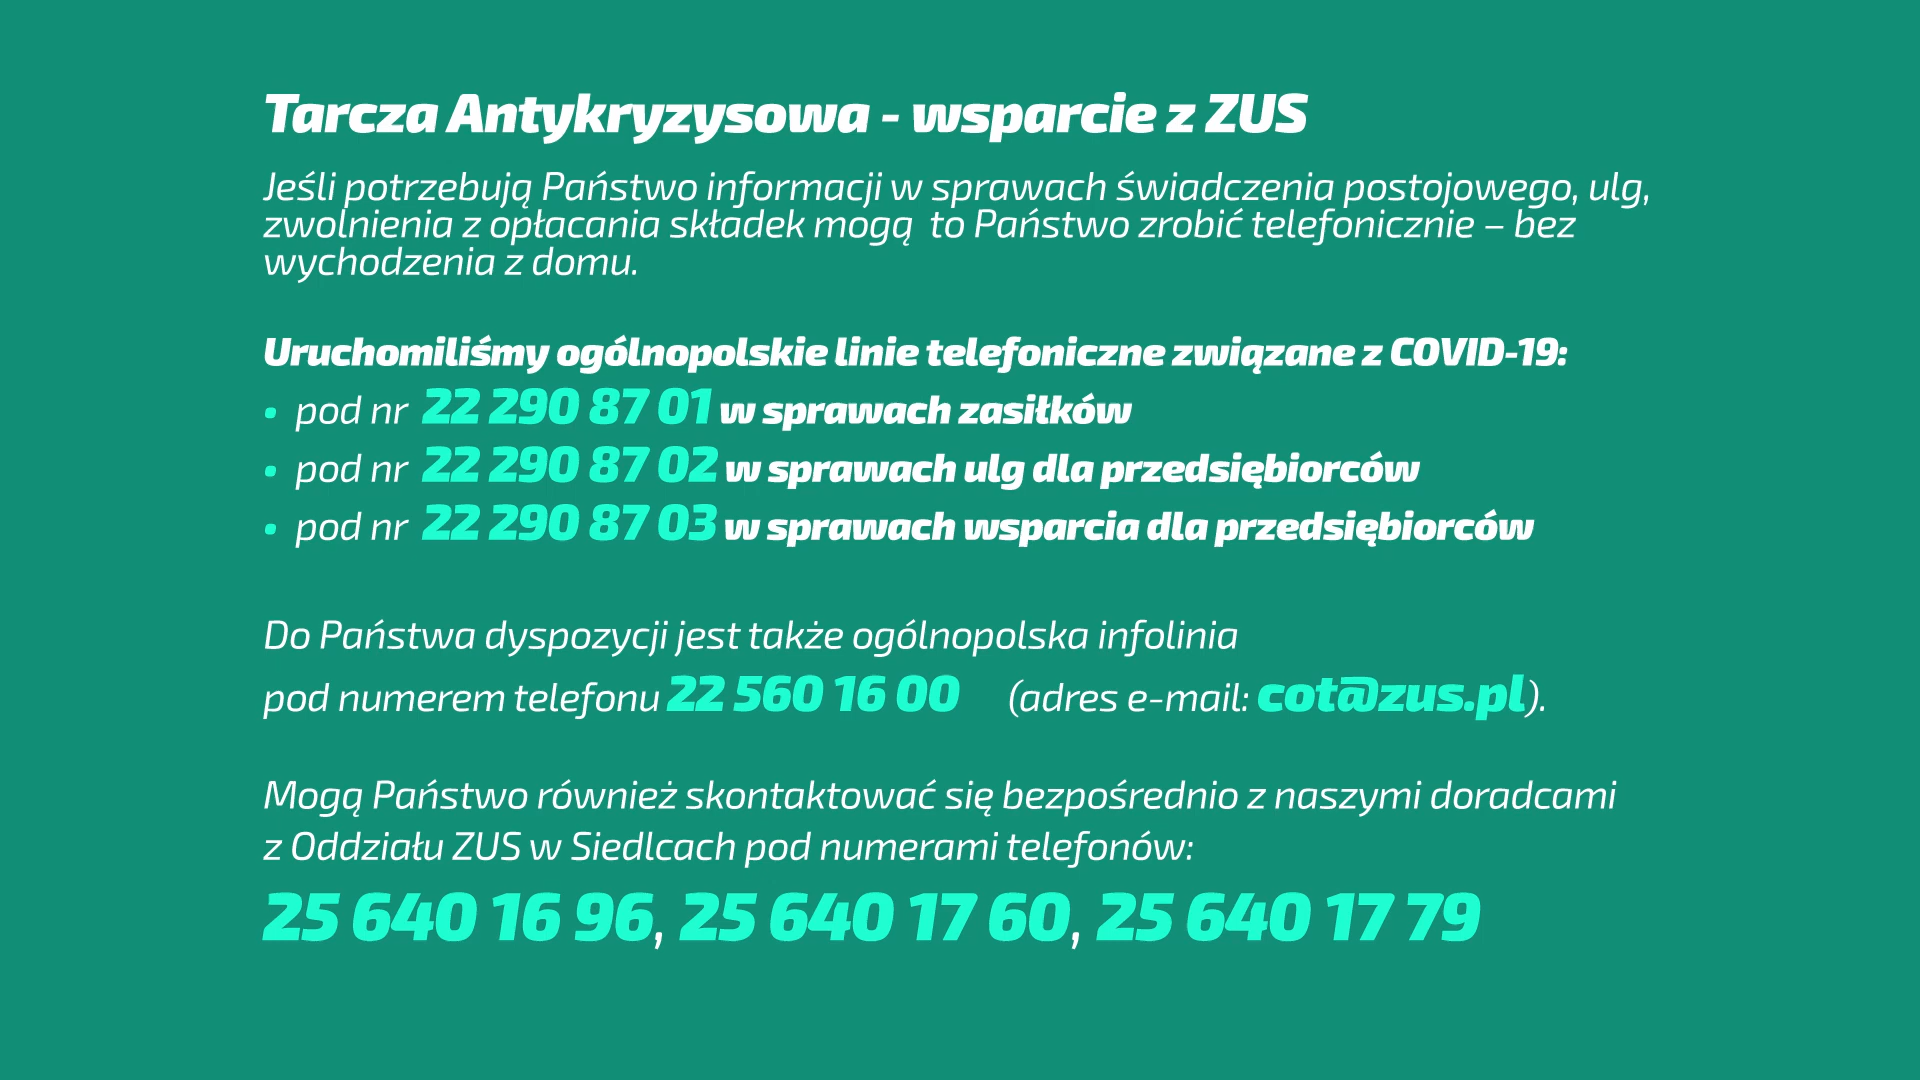 Tarcza Antykryzysowa - wsparcie z ZUS
Jeśli potrzebują Państwo informacji w sprawach świadczenia postojowego, ulg,
zwolnienia z opłacania składek mogą to Państwo zrobić telefonicznie – bez
wychodzenia z domu.
Uruchomiliśmy ogólnopolskie linie telefoniczne związane z COVID-19:
• pod nr 22 290 87 01 w sprawach zasiłków
• pod nr 22 290 87 02 w sprawach ulg dla przedsiębiorców
• pod nr 22 290 87 03 w sprawach wsparcia dla przedsiębiorców
Do Państwa dyspozycji jest także ogólnopolska infolinia
pod numerem telefonu 22 560 16 00 (adres e-mail: cot@zus.pl).
Mogą Państwo również skontaktować się bezpośrednio z naszymi doradcami
z Oddziału ZUS w Siedlcach pod numerami telefonów:
25 640 16 96, 25 640 17 60, 25 640 17 79